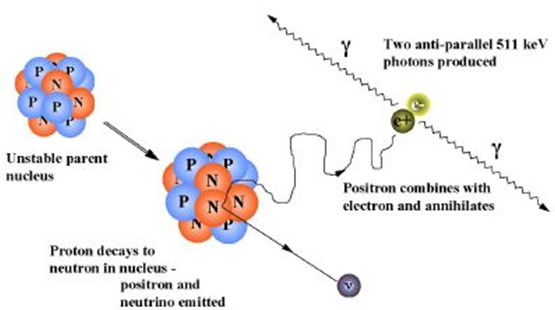 P
P
N
P
P
N
N
P
Unstable parent
nucleus
P
P
N
P
N
N
N
P
Proton decays to
neutron in nucleus -
positron and
neutrino emitted
ν
γ
Two anti-parallel 511 keV
photons produced
e-
e+
γ
Positron combines with
electron and annihilates